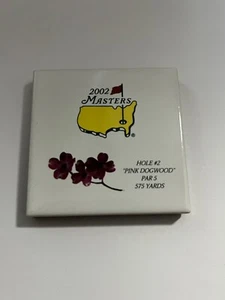 2002
MASTERS
®
HOLE #2
"PINK DOGWOOD"
PAR 5
575 YARDS